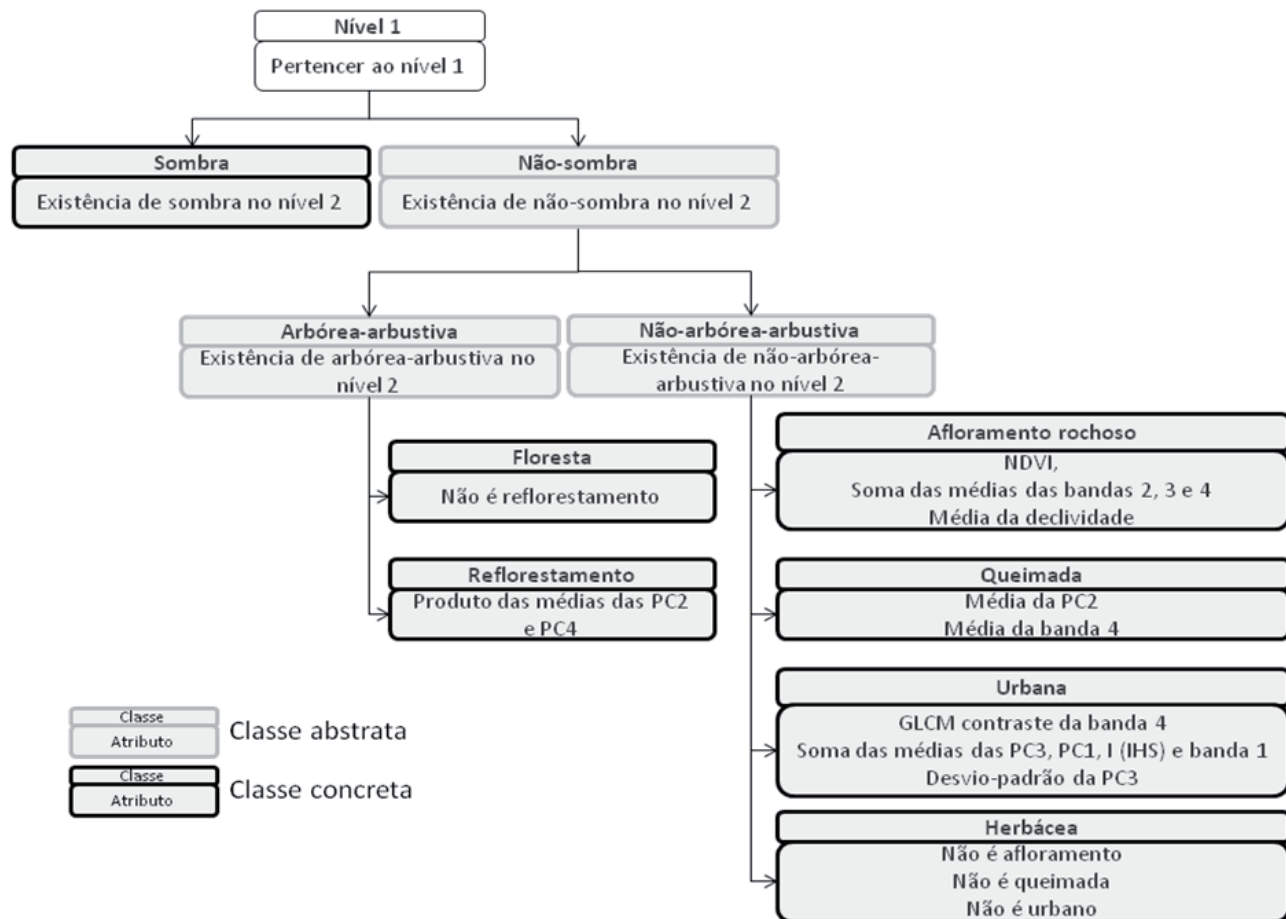 Nível 1
Pertencer ao nível 1
Sombra
Existência de sombra no nível 2
Não-sombra
Existência de não-sombra no nível 2
Arbórea-arbustiva
Existência de arbórea-arbustiva no
nível 2
Não-arbórea-arbustiva
Existência de não-arbórea-
arbustiva no nível 2
Floresta
Não é reflorestamento
Reflorestamento
Produto das médias das PC2
e PC4
Afloramento rochoso
NDVI,
Soma das médias das bandas 2, 3 e 4
Média da declividade
Queimada
Média da PC2
Média da banda 4
Urbana
GLCM contraste da banda 4
Soma das médias das PC3, PC1, I (IHS) e banda 1
Desvio-padrão da PC3
Herbácea
Não é afloramento
Não é queimada
Não é urbano
Classe
Atributo
Classe abstrata
Classe
Atributo
Classe concreta